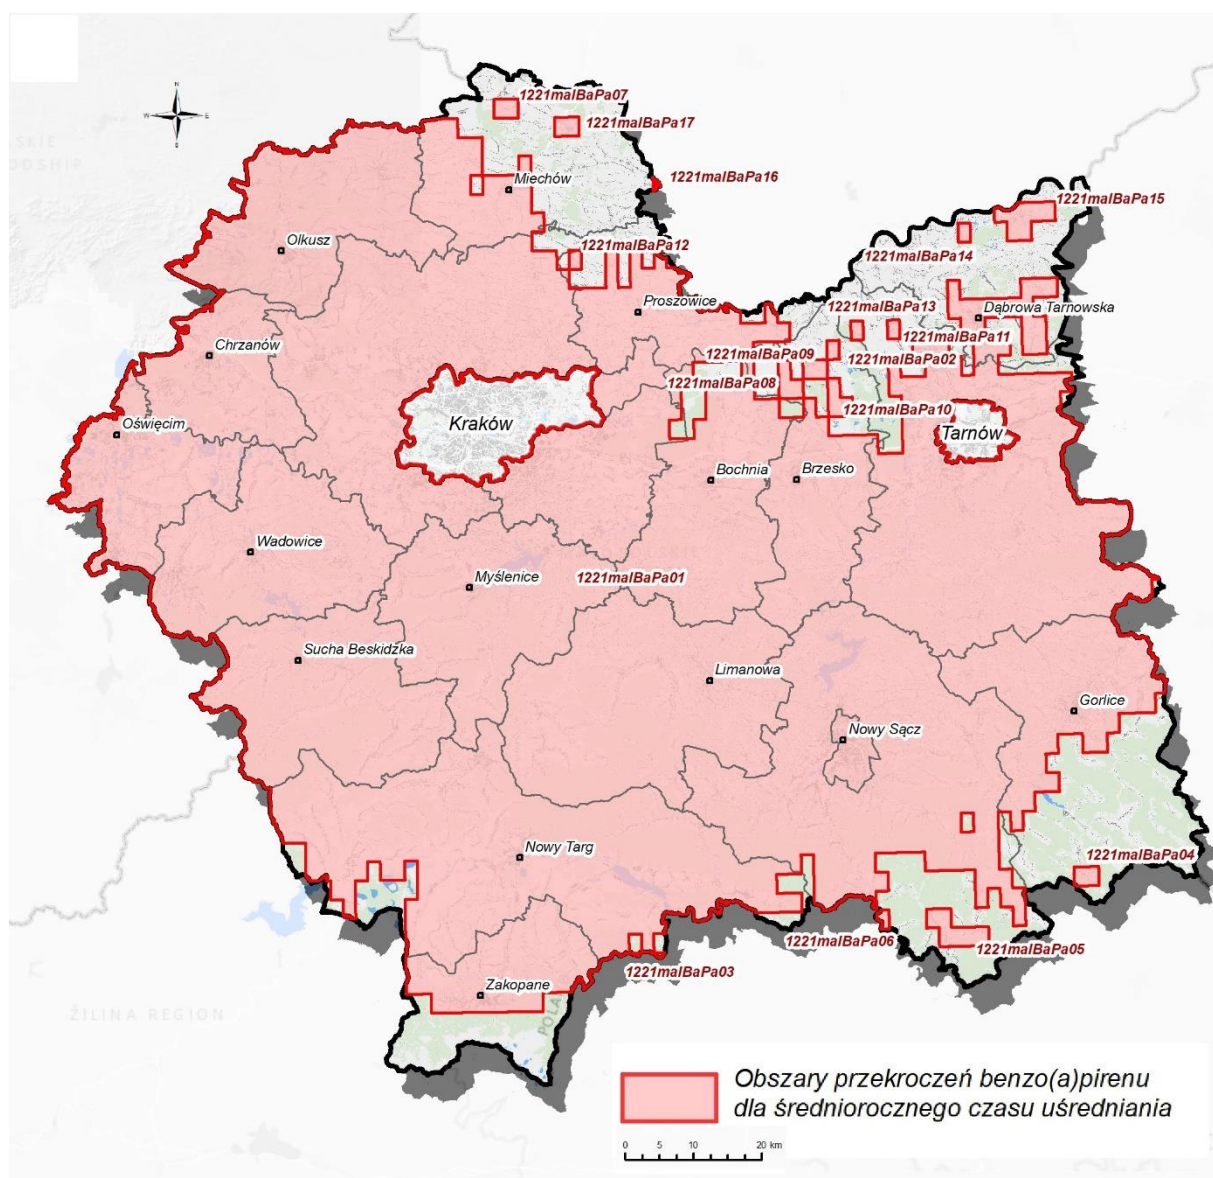 N
W
E
S
1221malBaPa07
1221malBaPa17
1221malBaPa16
Miechów
1221malBaPa15
Olkusz
1221malBaPa12
1221malBaPa14
Proszowice
1221malBaPa13
Dąbrowa Tarnowska
1221malBaPa11
Chrzanów
1221malBaPa09
1221malBaPa02
1221malBaPa08
1221malBaPa10
Oświęcim
Kraków
Tarnów
Bochnia
Brzesko
Wadowice
Myślenice
1221malBaPa01
Sucha Beskidzka
Limanowa
Gorlice
Nowy Sącz
Nowy Targ
1221malBaPa04
1221malBaPa06
1221malBaPa05
1221malBaPa03
Zakopane
ŽILINA REGION
POLA
Obszary przekroczeń benzo(a)pirenu
dla średniorocznego czasu uśredniania
0 5 10 20 km